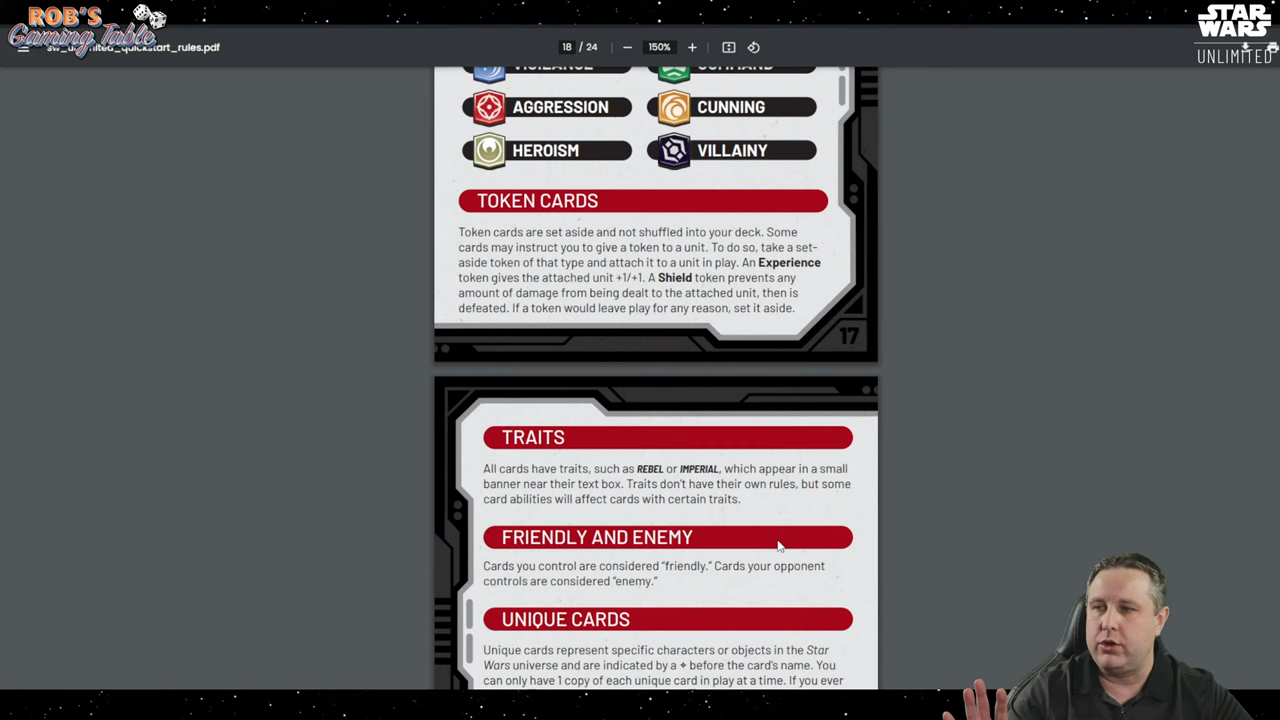 ROB'S
Gaming Table
STAR
WARS
UNLIMITED
18 / 24
150%
VIGILANCE
COMMAND
AGGRESSION
CUNNING
HEROISM
VILLAINY
TOKEN CARDS
Token cards are set aside and not shuffled into your deck. Some
cards may instruct you to give a token to a unit. To do so, take a set-
aside token of that type and attach it to a unit in play. An Experience
token gives the attached unit +1/+1. A Shield token prevents any
amount of damage from being dealt to the attached unit, then is
defeated. If a token would leave play for any reason, set it aside.
17
TRAITS
All cards have traits, such as REBEL or IMPERIAL, which appear in a small
banner near their text box. Traits don't have their own rules, but some
card abilities will affect cards with certain traits.
FRIENDLY AND ENEMY
Cards you control are considered "friendly." Cards your opponent
controls are considered "enemy."
UNIQUE CARDS
Unique cards represent specific characters or objects in the Star
Wars universe and are indicated by a ✦ before the card's name. You
can only have 1 copy of each unique card in play at a time. If you ever